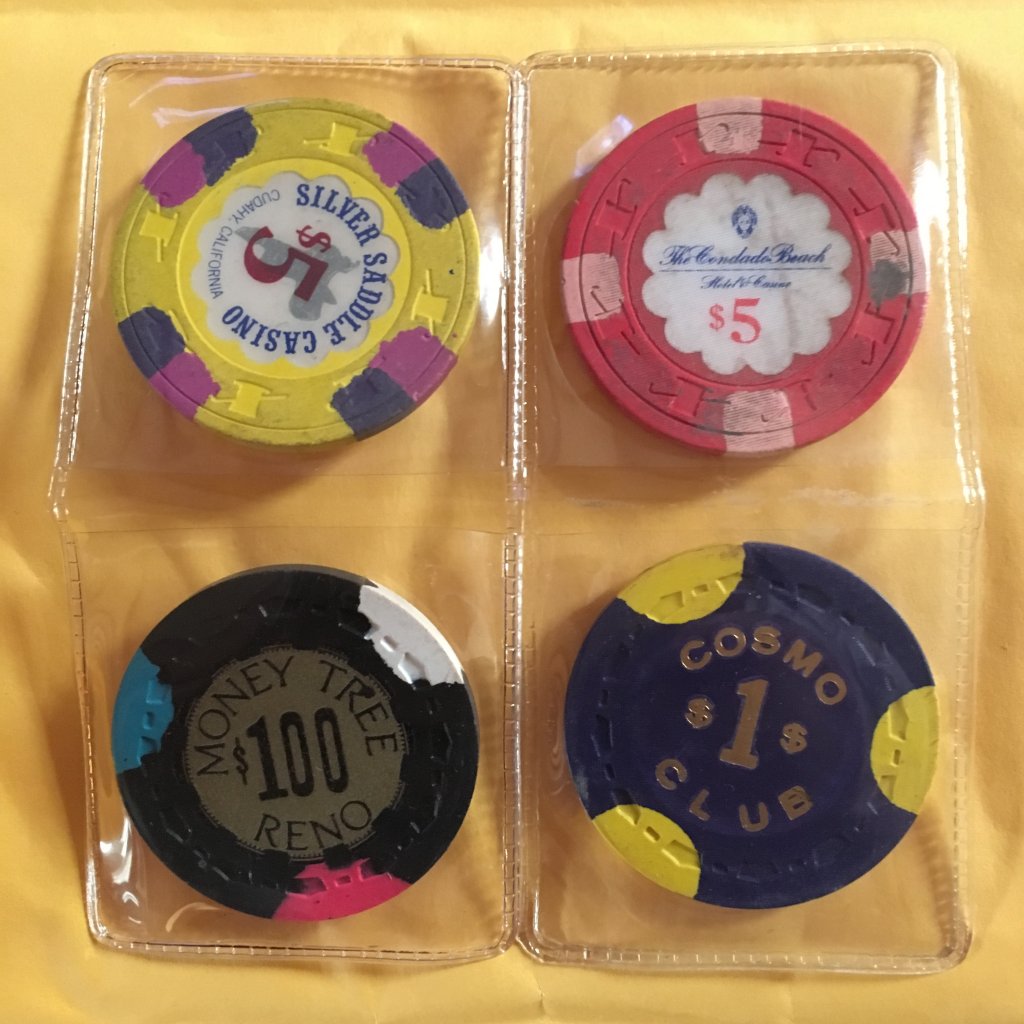 SILVER SADDLE CASINO
$5
CUDAHY, CALIFORNIA
The Condado Beach
Hotel & Casino
$5
MONEY TREE
$100
RENO
COSMO
$1$
CLUB